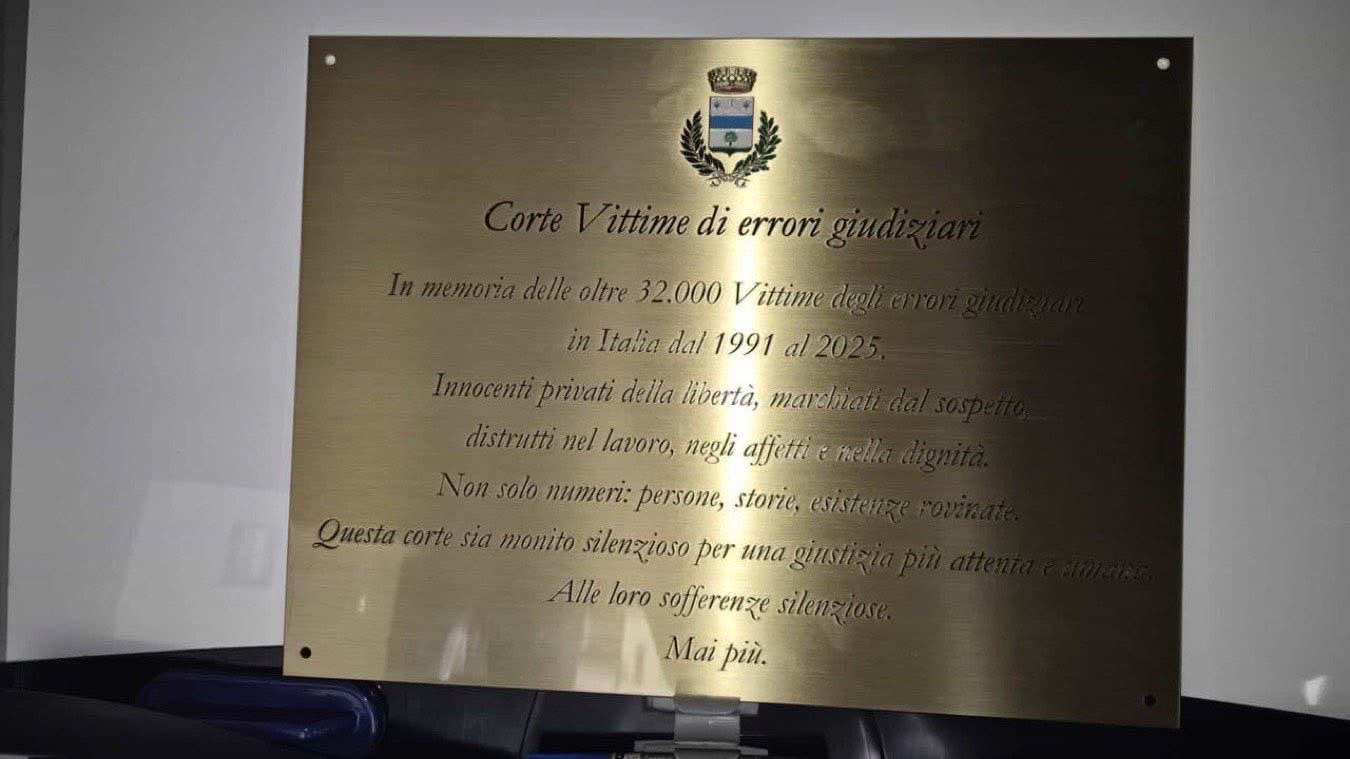 Corte Vittime di errori giudiziari
In memoria delle oltre 32.000 Vittime degli errori giudiziari
in Italia dal 1991 al 2025.
Innocenti privati della libertà, marchiati dal sospetto,
distrutti nel lavoro, negli affetti e nella dignità.
Non solo numeri: persone, storie, esistenze rovinate.
Questa corte sia monito silenzioso per una giustizia più attenta e umana.
Alle loro sofferenze silenziose.
Mai più.